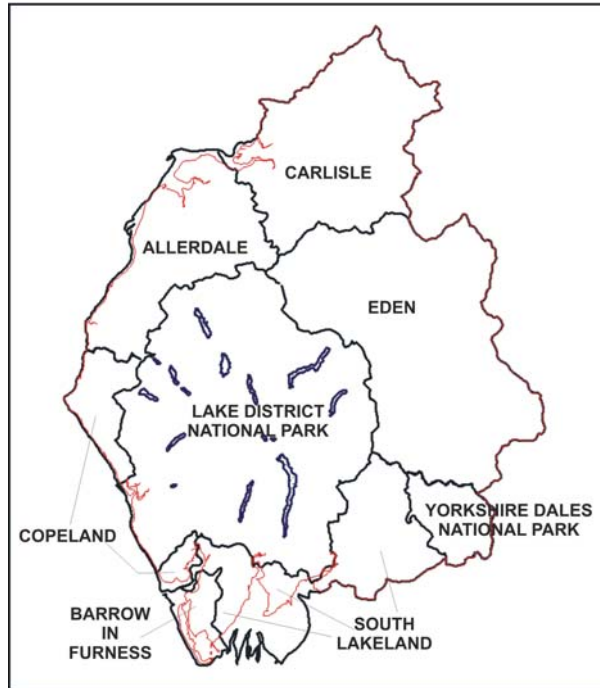 CARLISLE
ALLERDALE
EDEN
LAKE DISTRICT
NATIONAL PARK
YORKSHIRE DALES
NATIONAL PARK
COPELAND
BARROW
IN
FURNESS
SOUTH
LAKELAND